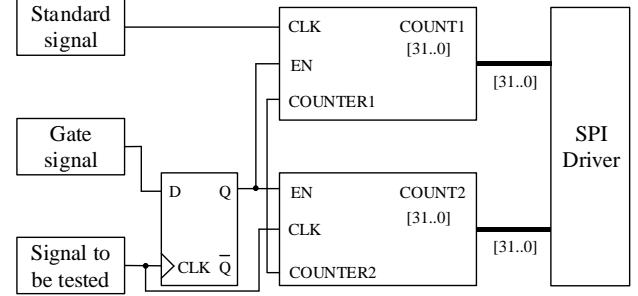 Standard
signal
CLK
COUNT1
[31..0]
EN
COUNTER1
[31..0]
Gate
signal
SPI
Driver
D
Q
EN
COUNT2
[31..0]
CLK
[31..0]
Signal to
be tested
CLK
Q̅
COUNTER2